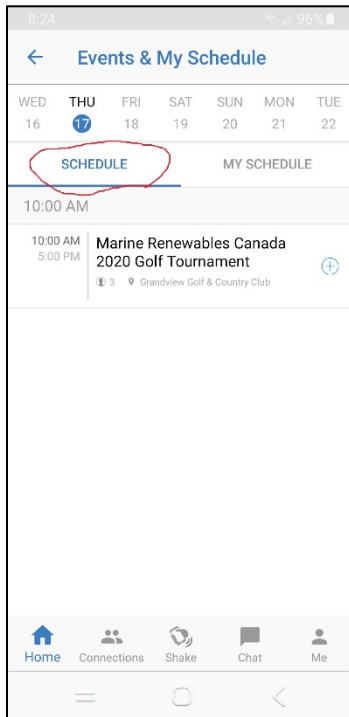 8:24
96%
Events & My Schedule
WED THU FRI SAT SUN MON TUE
16 17 18 19 20 21 22
SCHEDULE MY SCHEDULE
10:00 AM
10:00 AM Marine Renewables Canada
5:00 PM 2020 Golf Tournament
3 Grandview Golf & Country Club
Home Connections Shake Chat Me